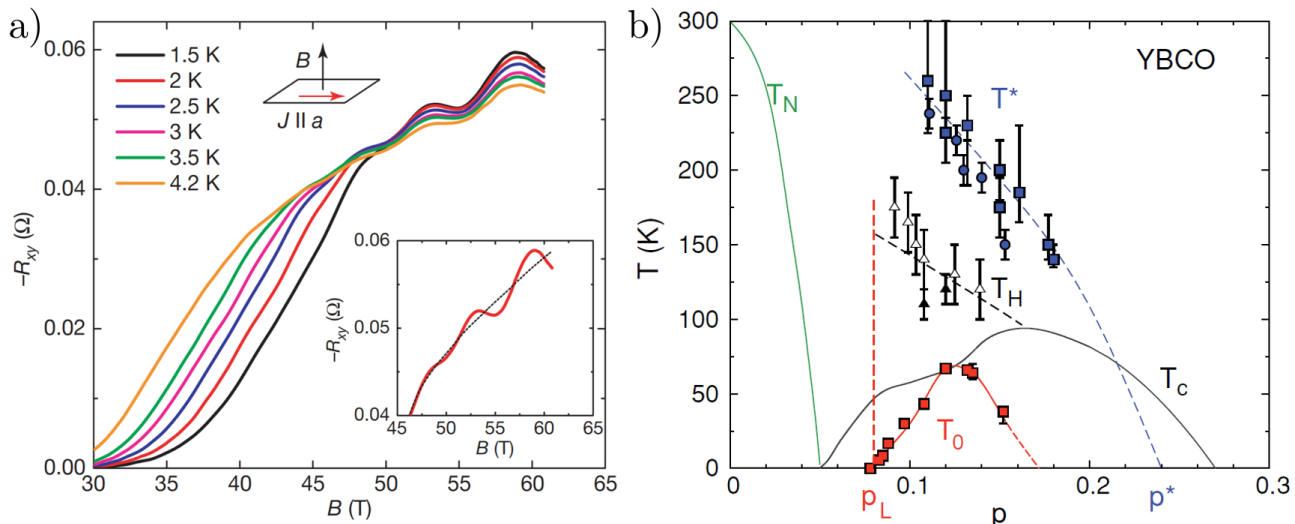 a)
0.06
0.04
0.02
0.00
−R_xy (Ω)
1.5 K
2 K
2.5 K
3 K
3.5 K
4.2 K
B
J II a
0.06
0.05
0.04
−R_xy (Ω)
45 50 55 60 65
B (T)
30 35 40 45 50 55 60 65
B (T)
b)
300
250
200
150
100
50
0
T (K)
YBCO
T_N
T*
T_H
T_c
T_0
0 0.1 0.2 0.3
p_L p p*